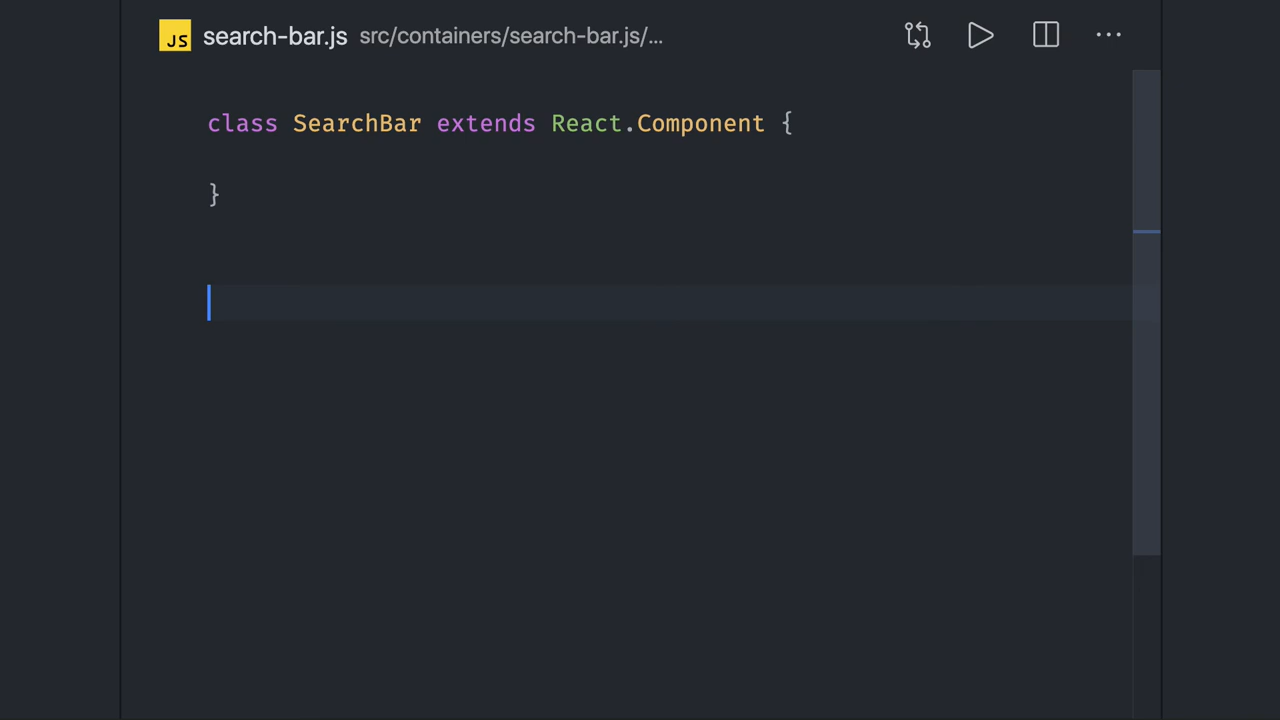 JS search-bar.js src/containers/search-bar.js/...
class SearchBar extends React.Component {
}